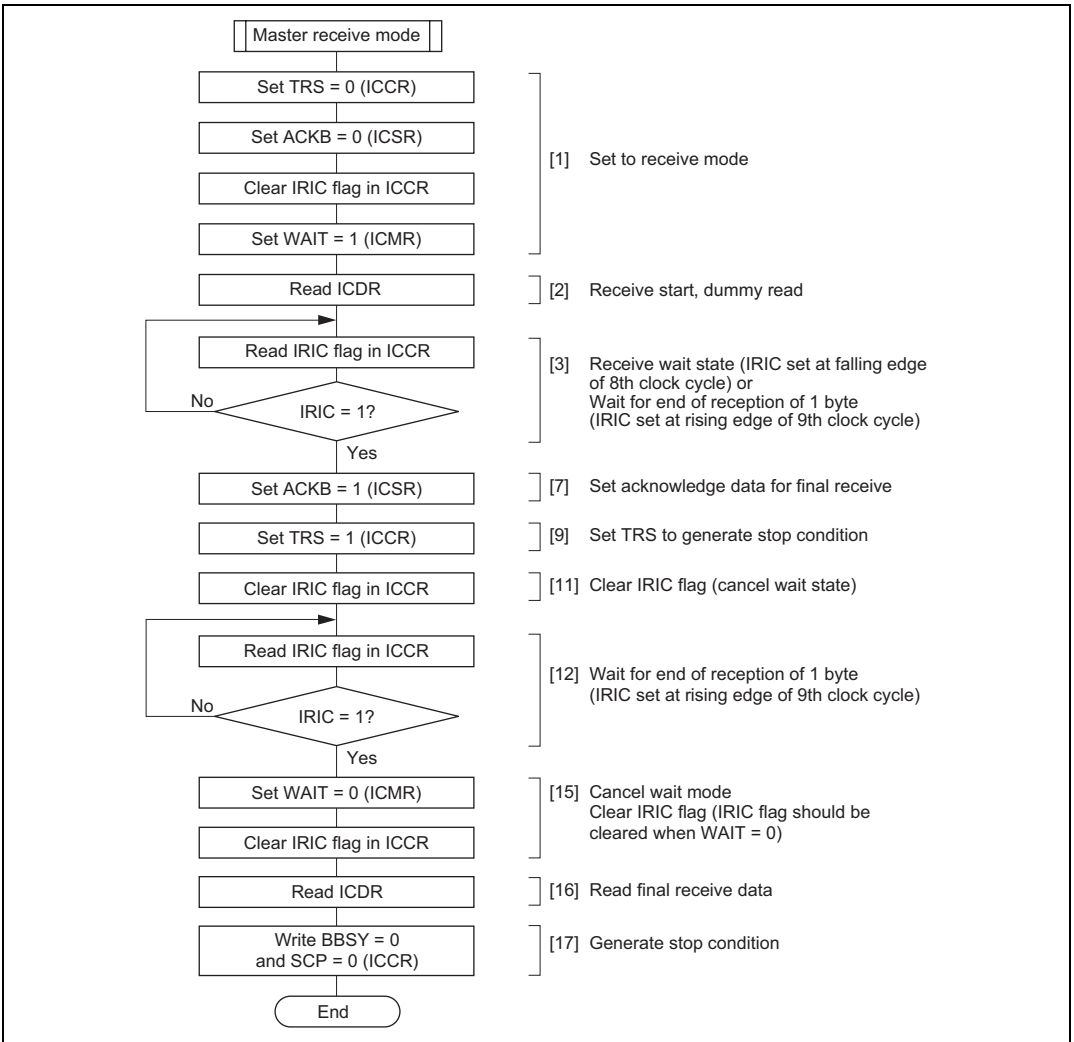 Master receive mode
Set TRS = 0 (ICCR)
Set ACKB = 0 (ICSR)
[1] Set to receive mode
Clear IRIC flag in ICCR
Set WAIT = 1 (ICMR)
Read ICDR
[2] Receive start, dummy read
Read IRIC flag in ICCR
[3] Receive wait state (IRIC set at falling edge
of 8th clock cycle) or
Wait for end of reception of 1 byte
(IRIC set at rising edge of 9th clock cycle)
No
IRIC = 1?
Yes
Set ACKB = 1 (ICSR)
[7] Set acknowledge data for final receive
Set TRS = 1 (ICCR)
[9] Set TRS to generate stop condition
Clear IRIC flag in ICCR
[11] Clear IRIC flag (cancel wait state)
Read IRIC flag in ICCR
[12] Wait for end of reception of 1 byte
(IRIC set at rising edge of 9th clock cycle)
No
IRIC = 1?
Yes
Set WAIT = 0 (ICMR)
[15] Cancel wait mode
Clear IRIC flag (IRIC flag should be
cleared when WAIT = 0)
Clear IRIC flag in ICCR
Read ICDR
[16] Read final receive data
Write BBSY = 0
and SCP = 0 (ICCR)
[17] Generate stop condition
End